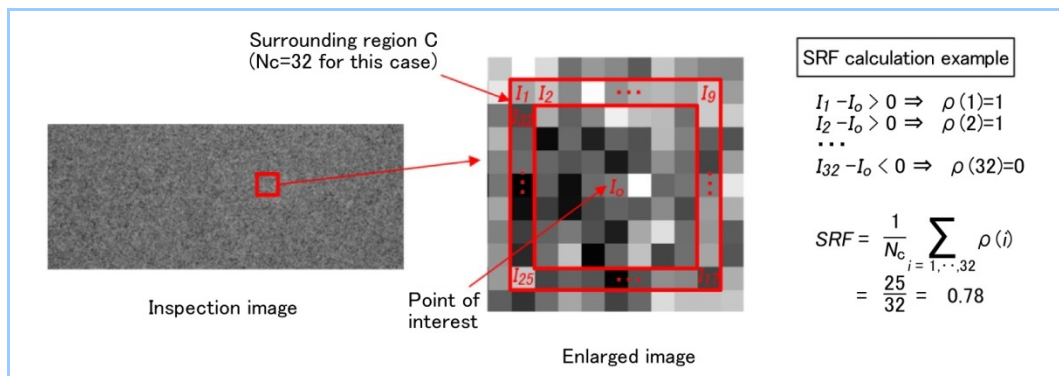 Surrounding region C
(Nc=32 for this case)
Inspection image
I1 I2 ··· I9
I32
⋮ ⋮
Io
I25 ··· I17
Point of
interest
Enlarged image
SRF calculation example
I1 −Io > 0 ⇒ ρ(1)=1
I2 −Io > 0 ⇒ ρ(2)=1
···
I32 −Io < 0 ⇒ ρ(32)=0
SRF = 1/Nc ∑ i = 1,··,32 ρ(i)
= 25/32 = 0.78